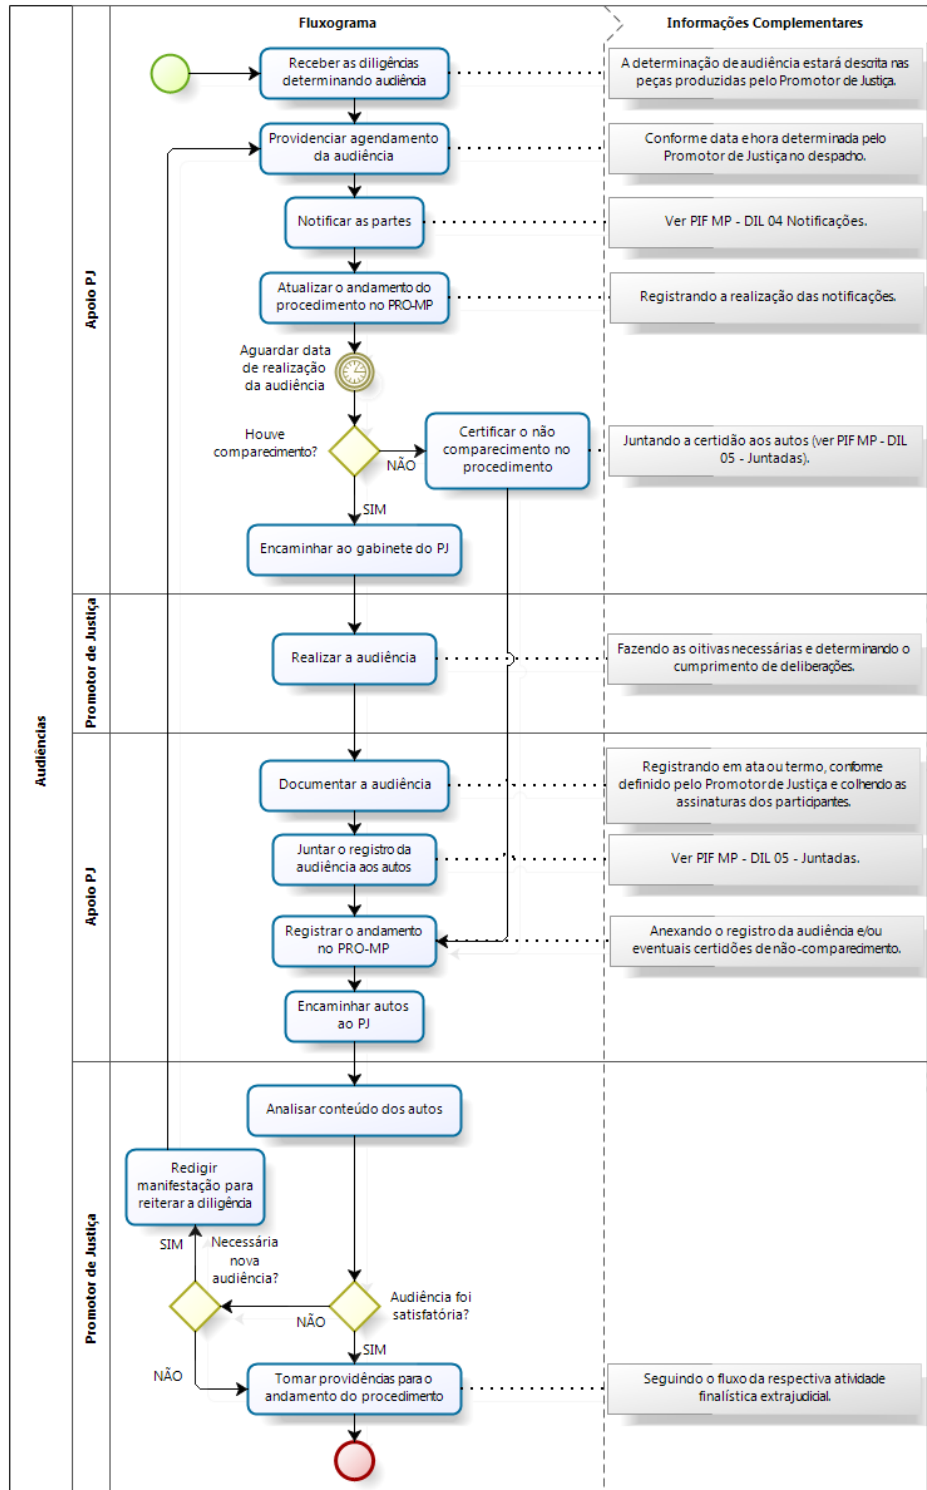 Fluxograma
Informações Complementares
Audiências
Apoio PJ
Receber as diligências
determinando audiência
A determinação de audiência estará descrita nas
peças produzidas pelo Promotor de Justiça.
Providenciar agendamento
da audiência
Conforme data e hora determinada pelo
Promotor de Justiça no despacho.
Notificar as partes
Ver PIF MP - DIL 04 Notificações.
Atualizar o andamento do
procedimento no PRO-MP
Registrando a realização das notificações.
Aguardar data
de realização
da audiência
Houve
comparecimento?
NÃO
Certificar o não
comparecimento no
procedimento
Juntando a certidão aos autos (ver PIF MP - DIL
05 - Juntadas).
SIM
Encaminhar ao gabinete do PJ
Promotor de Justiça
Realizar a audiência
Fazendo as oitivas necessárias e determinando o
cumprimento de deliberações.
Apoio PJ
Documentar a audiência
Registrando em ata ou termo, conforme
definido pelo Promotor de Justiça e colhendo as
assinaturas dos participantes.
Juntar o registro da
audiência aos autos
Ver PIF MP - DIL 05 - Juntadas.
Registrar o andamento
no PRO-MP
Anexando o registro da audiência e/ou
eventuais certidões de não-comparecimento.
Encaminhar autos
ao PJ
Promotor de Justiça
Analisar conteúdo dos autos
Redigir
manifestação para
reiterar a diligência
SIM
Necessária
nova
audiência?
Audiência foi
satisfatória?
NÃO
SIM
NÃO
Tomar providências para o
andamento do procedimento
Seguindo o fluxo da respectiva atividade
finalística extrajudicial.